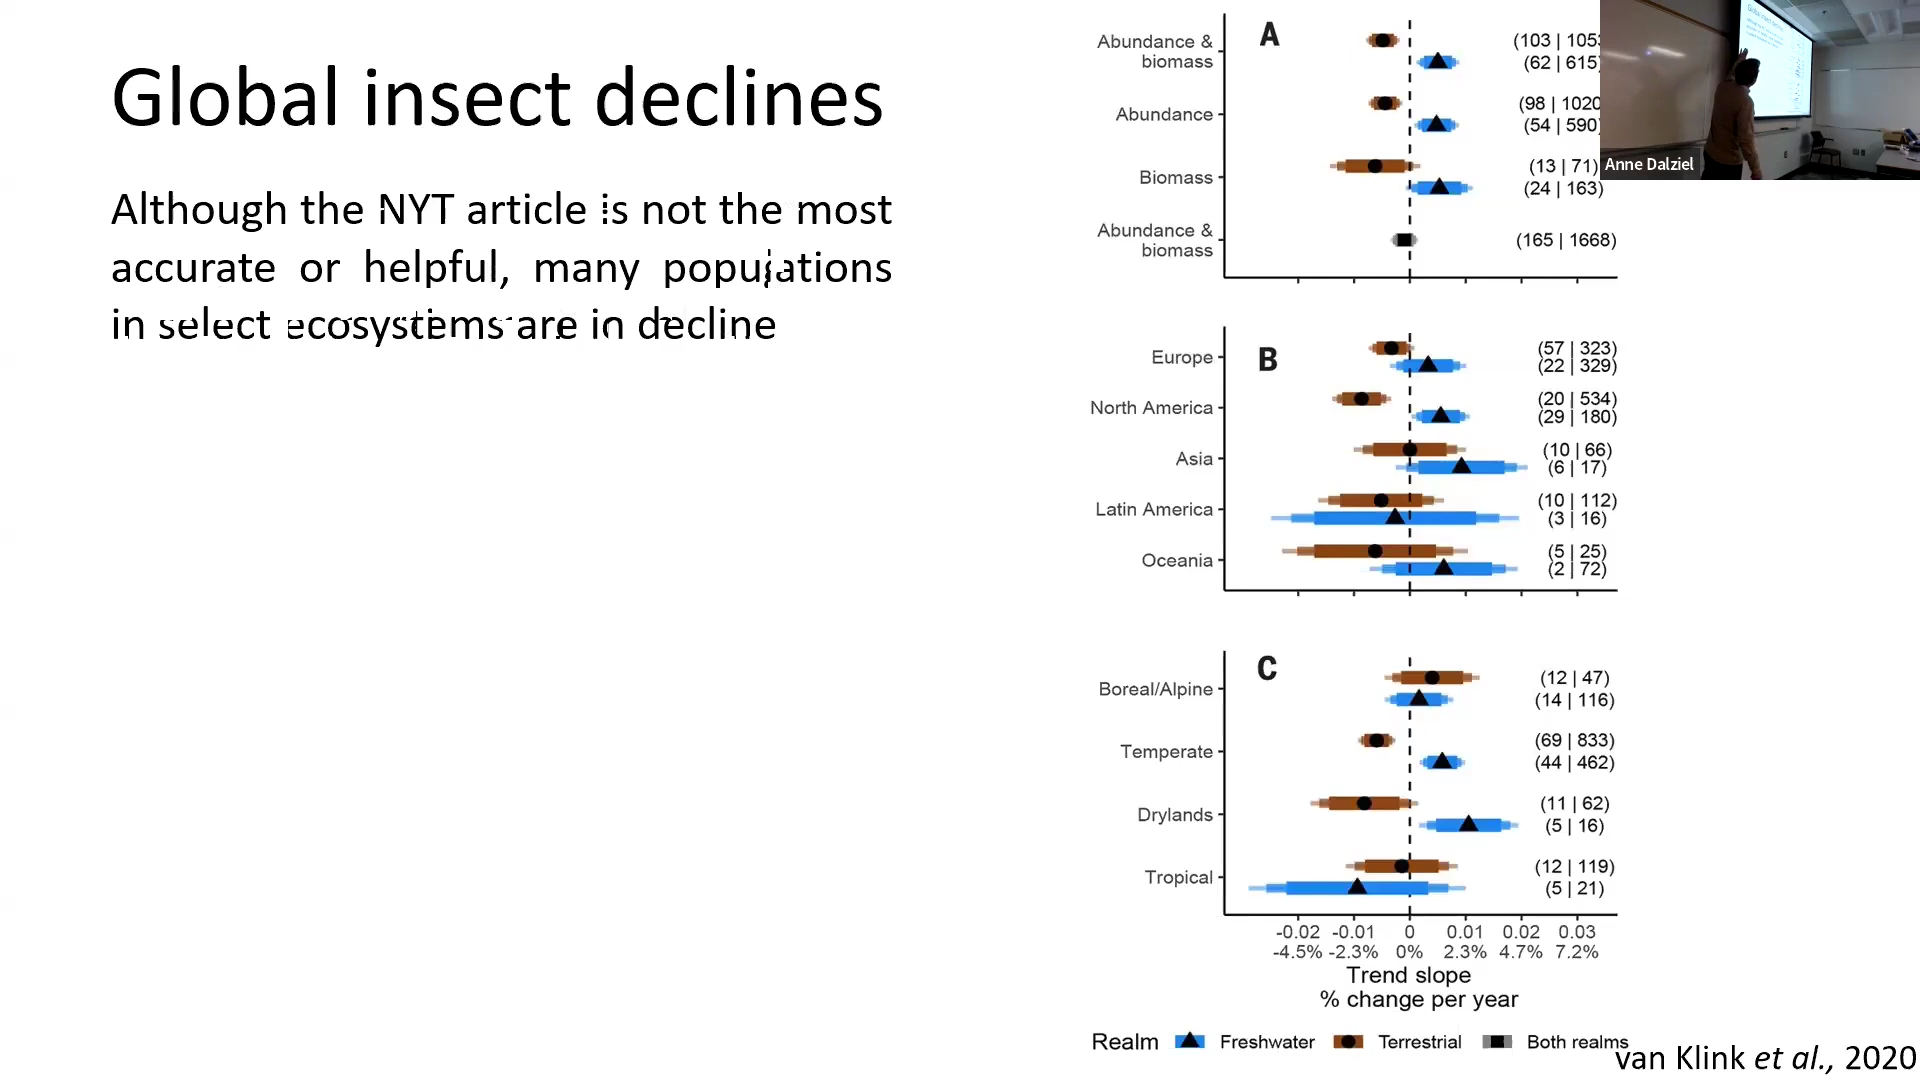 Global insect declines
Although the NYT article is not the most
accurate or helpful, many populations
in select ecosystems are in decline
A
Abundance &
biomass
(103 | 1053
(62 | 615)
Abundance
(98 | 1020
(54 | 590)
Biomass
(13 | 71)
(24 | 163)
Abundance &
biomass
(165 | 1668)
B
Europe
(57 | 323)
(22 | 329)
North America
(20 | 534)
(29 | 180)
Asia
(10 | 66)
(6 | 17)
Latin America
(10 | 112)
(3 | 16)
Oceania
(5 | 25)
(2 | 72)
C
Boreal/Alpine
(12 | 47)
(14 | 116)
Temperate
(69 | 833)
(44 | 462)
Drylands
(11 | 62)
(5 | 16)
Tropical
(12 | 119)
(5 | 21)
-0.02 -0.01 0 0.01 0.02 0.03
-4.5% -2.3% 0% 2.3% 4.7% 7.2%
Trend slope
% change per year
Realm Freshwater Terrestrial Both realms
van Klink et al., 2020
Anne Dalziel
Global insect declines